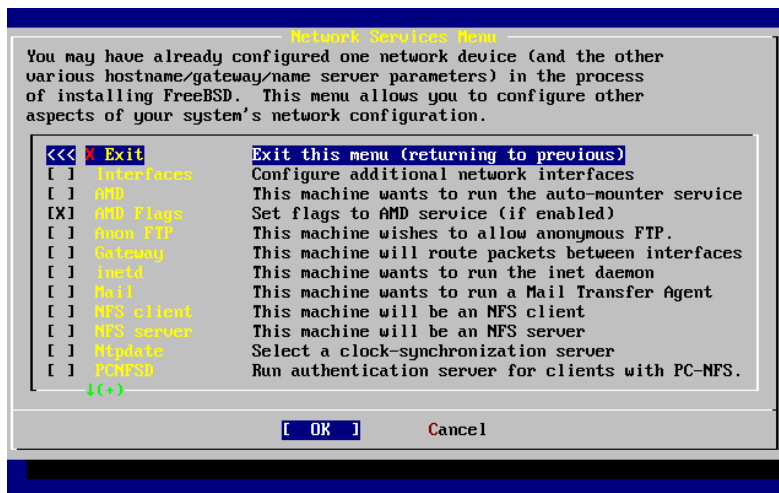 Network Services Menu
You may have already configured one network device (and the other
various hostname/gateway/name server parameters) in the process
of installing FreeBSD.  This menu allows you to configure other
aspects of your system's network configuration.
<<< X Exit Exit this menu (returning to previous)
[ ] Interfaces Configure additional network interfaces
[ ] AMD This machine wants to run the auto-mounter service
[X] AMD Flags Set flags to AMD service (if enabled)
[ ] Anon FTP This machine wishes to allow anonymous FTP.
[ ] Gateway This machine will route packets between interfaces
[ ] inetd This machine wants to run the inet daemon
[ ] Mail This machine wants to run a Mail Transfer Agent
[ ] NFS client This machine will be an NFS client
[ ] NFS server This machine will be an NFS server
[ ] Ntpdate Select a clock-synchronization server
[ ] PCNFSD Run authentication server for clients with PC-NFS.
↓(+)
[ OK ] Cancel